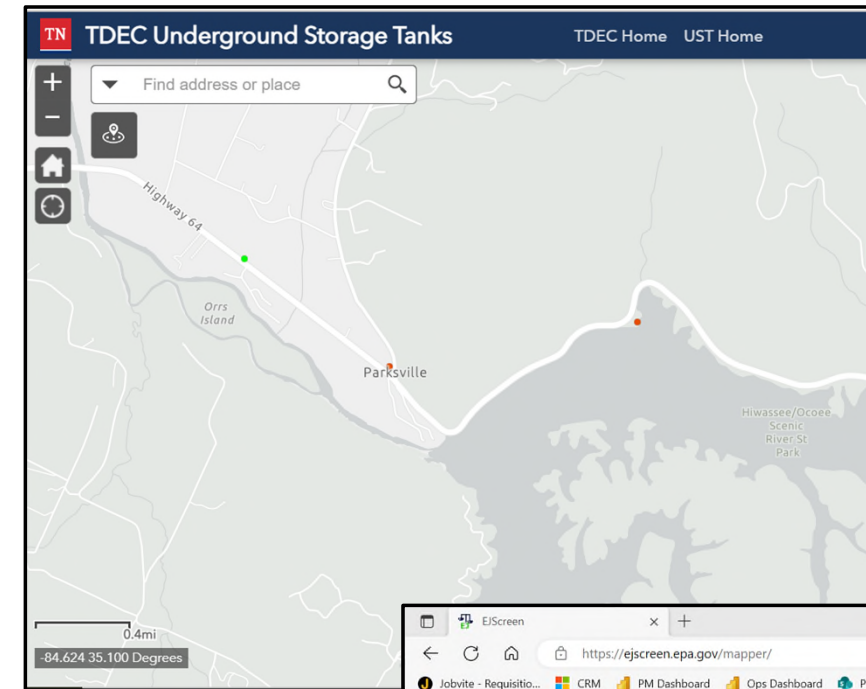 TN TDEC Underground Storage Tanks TDEC Home UST Home
Find address or place
Highway 64
Orrs
Island
Parksville
Hiwassee/Ocoee
Scenic
River St
Park
0.4mi
-84.624 35.100 Degrees
EJScreen
https://ejscreen.epa.gov/mapper/
Jobvite - Requisitio... CRM PM Dashboard Ops Dashboard